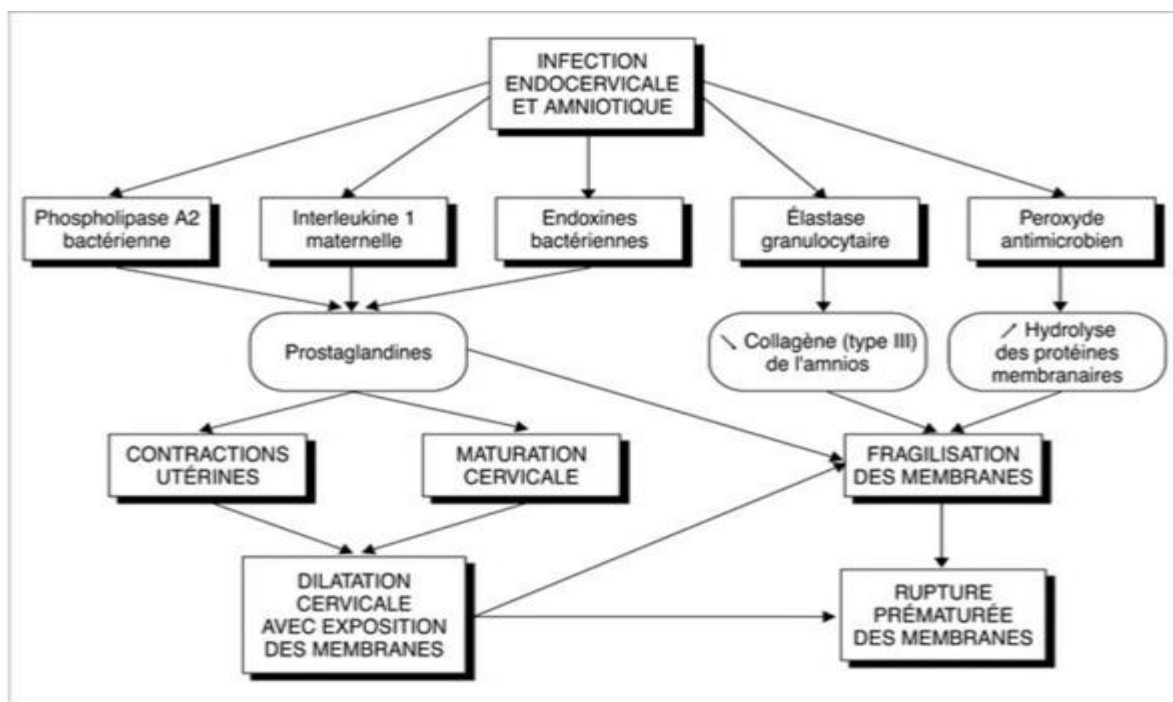 INFECTION
ENDOCERVICALE
ET AMNIOTIQUE
Phospholipase A2
bactérienne
Interleukine 1
maternelle
Endoxines
bactériennes
Élastase
granulocytaire
Peroxyde
antimicrobien
Prostaglandines
↘ Collagène (type III)
de l'amnios
↗ Hydrolyse
des protéines
membranaires
CONTRACTIONS
UTÉRINES
MATURATION
CERVICALE
FRAGILISATION
DES MEMBRANES
DILATATION
CERVICALE
AVEC EXPOSITION
DES MEMBRANES
RUPTURE
PRÉMATURÉE
DES MEMBRANES